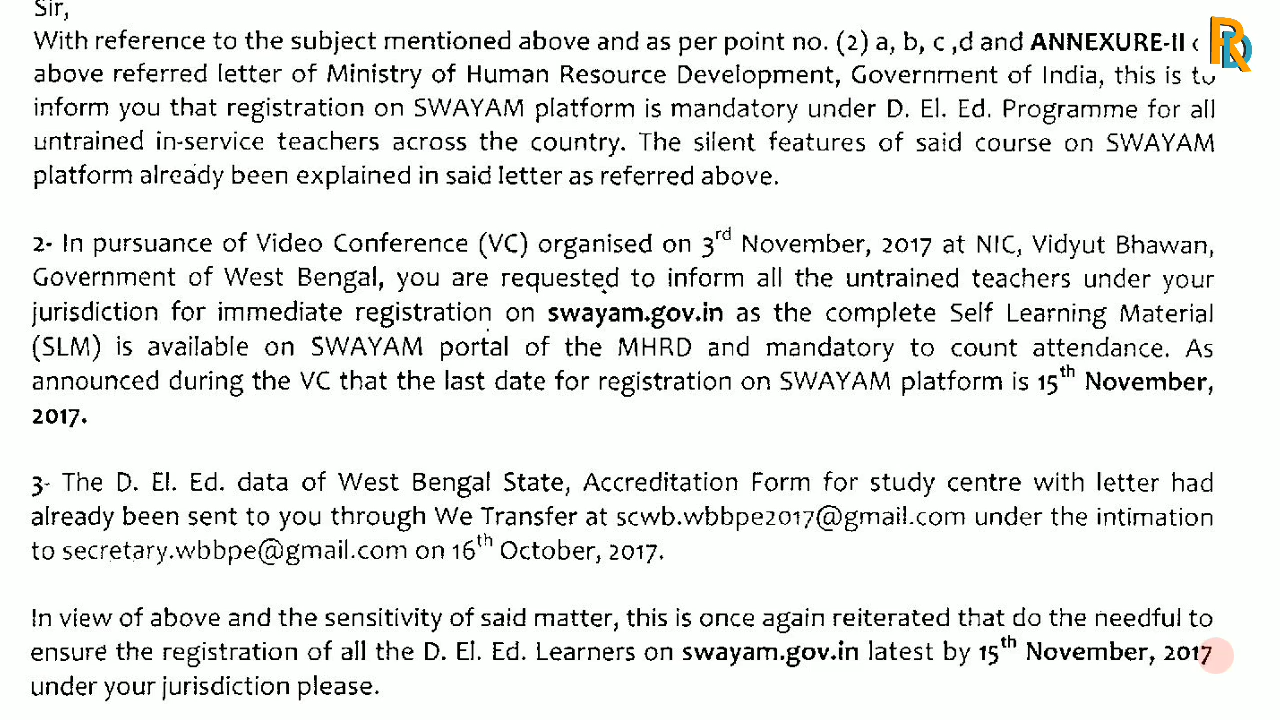 Sir,
With reference to the subject mentioned above and as per point no. (2) a, b, c ,d and ANNEXURE-II
above referred letter of Ministry of Human Resource Development, Government of India, this is to
inform you that registration on SWAYAM platform is mandatory under D. El. Ed. Programme for all
untrained in-service teachers across the country. The silent features of said course on SWAYAM
platform already been explained in said letter as referred above.
2- In pursuance of Video Conference (VC) organised on 3rd November, 2017 at NIC, Vidyut Bhawan,
Government of West Bengal, you are requested to inform all the untrained teachers under your
jurisdiction for immediate registration on swayam.gov.in as the complete Self Learning Material
(SLM) is available on SWAYAM portal of the MHRD and mandatory to count attendance. As
announced during the VC that the last date for registration on SWAYAM platform is 15th November,
2017.
3- The D. El. Ed. data of West Bengal State, Accreditation Form for study centre with letter had
already been sent to you through We Transfer at scwb.wbbpe2017@gmail.com under the intimation
to secretary.wbbpe@gmail.com on 16th October, 2017.
In view of above and the sensitivity of said matter, this is once again reiterated that do the needful to
ensure the registration of all the D. El. Ed. Learners on swayam.gov.in latest by 15th November, 2017
under your jurisdiction please.